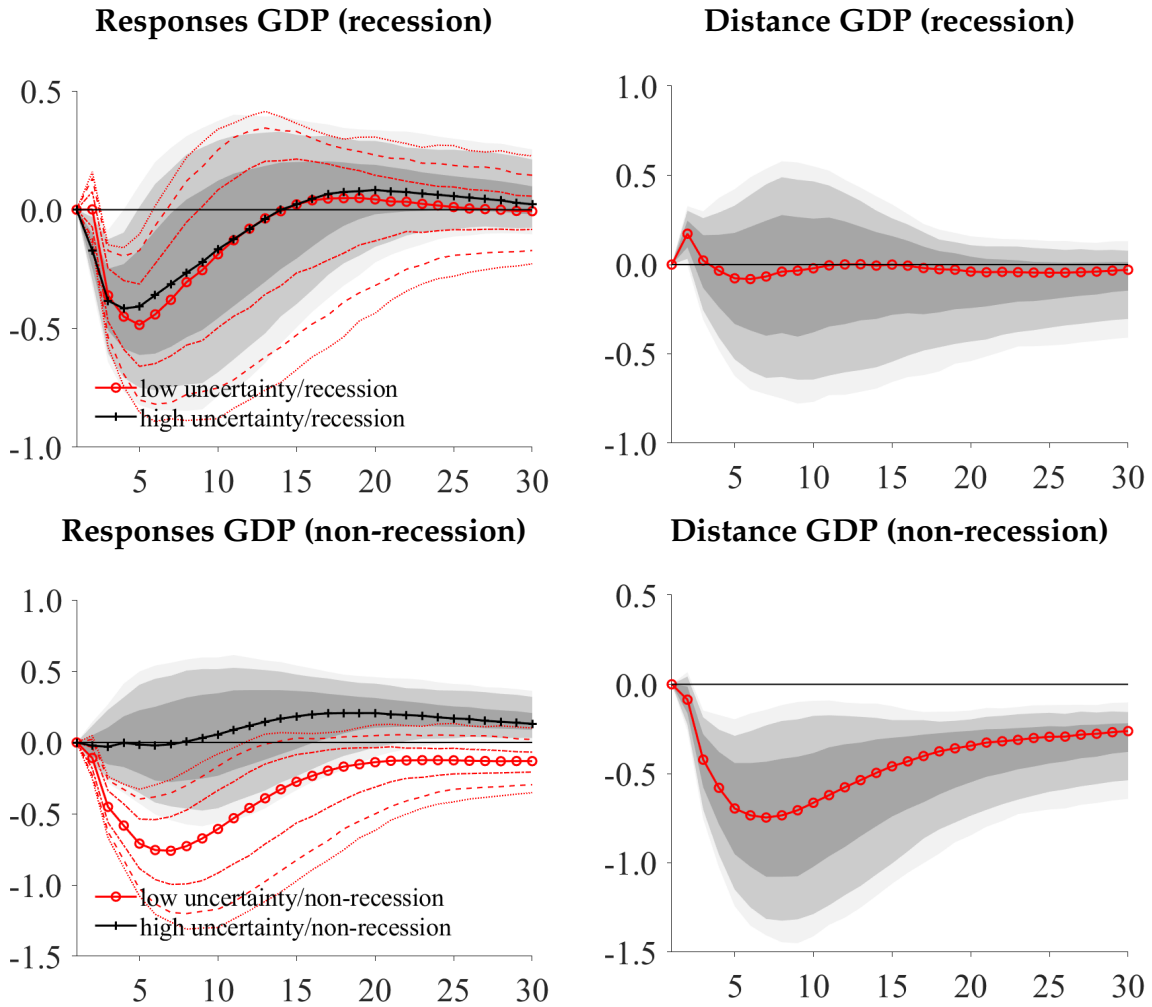 Responses GDP (recession)
0.5
0.0
-0.5
-1.0
low uncertainty/recession
high uncertainty/recession
5 10 15 20 25 30
Distance GDP (recession)
1.0
0.5
0.0
-0.5
-1.0
5 10 15 20 25 30
Responses GDP (non-recession)
1.0
0.5
0.0
-0.5
-1.0
-1.5
low uncertainty/non-recession
high uncertainty/non-recession
5 10 15 20 25 30
Distance GDP (non-recession)
0.5
0.0
-0.5
-1.0
-1.5
5 10 15 20 25 30